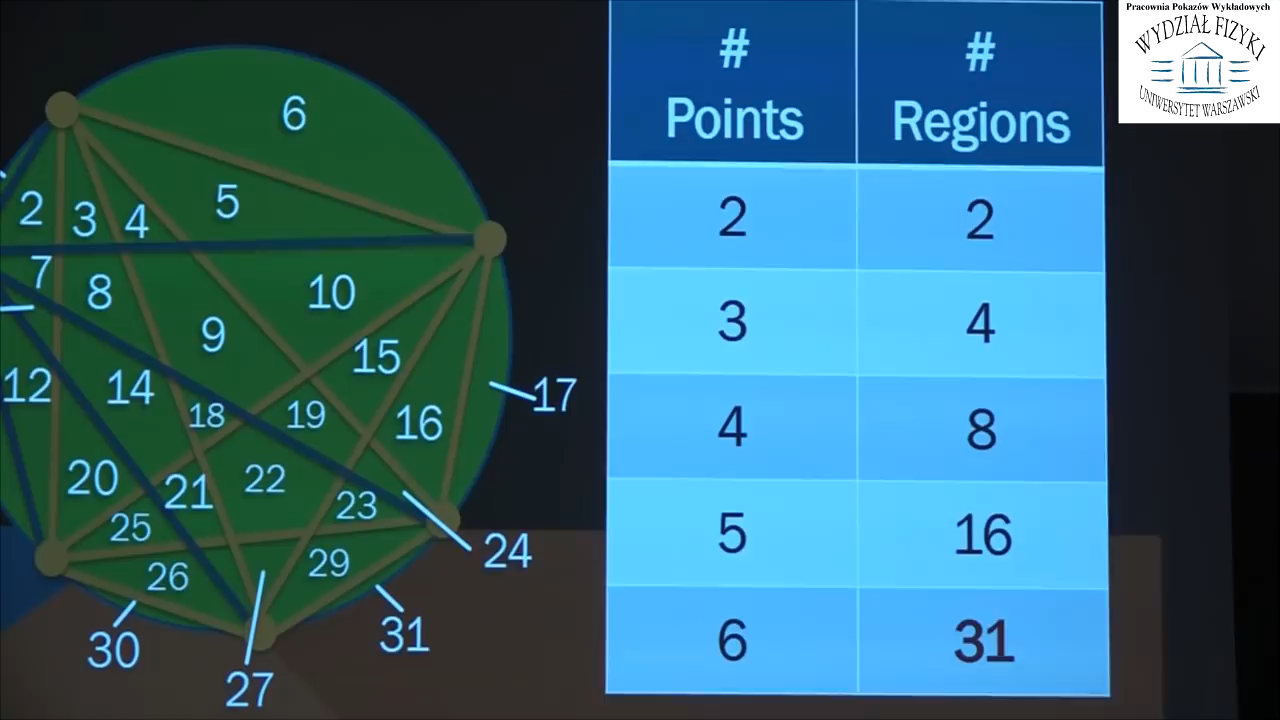 Pracownia Pokazów Wykładowych
WYDZIAŁ FIZYKI
UNIWERSYTET WARSZAWSKI
# Points # Regions
2 2
3 4
4 8
5 16
6 31
6
5
2 3 4
7 8 10
9
15
12 14 17
18 19 16
20 21 22
23
25 24
26 29
30 31
27